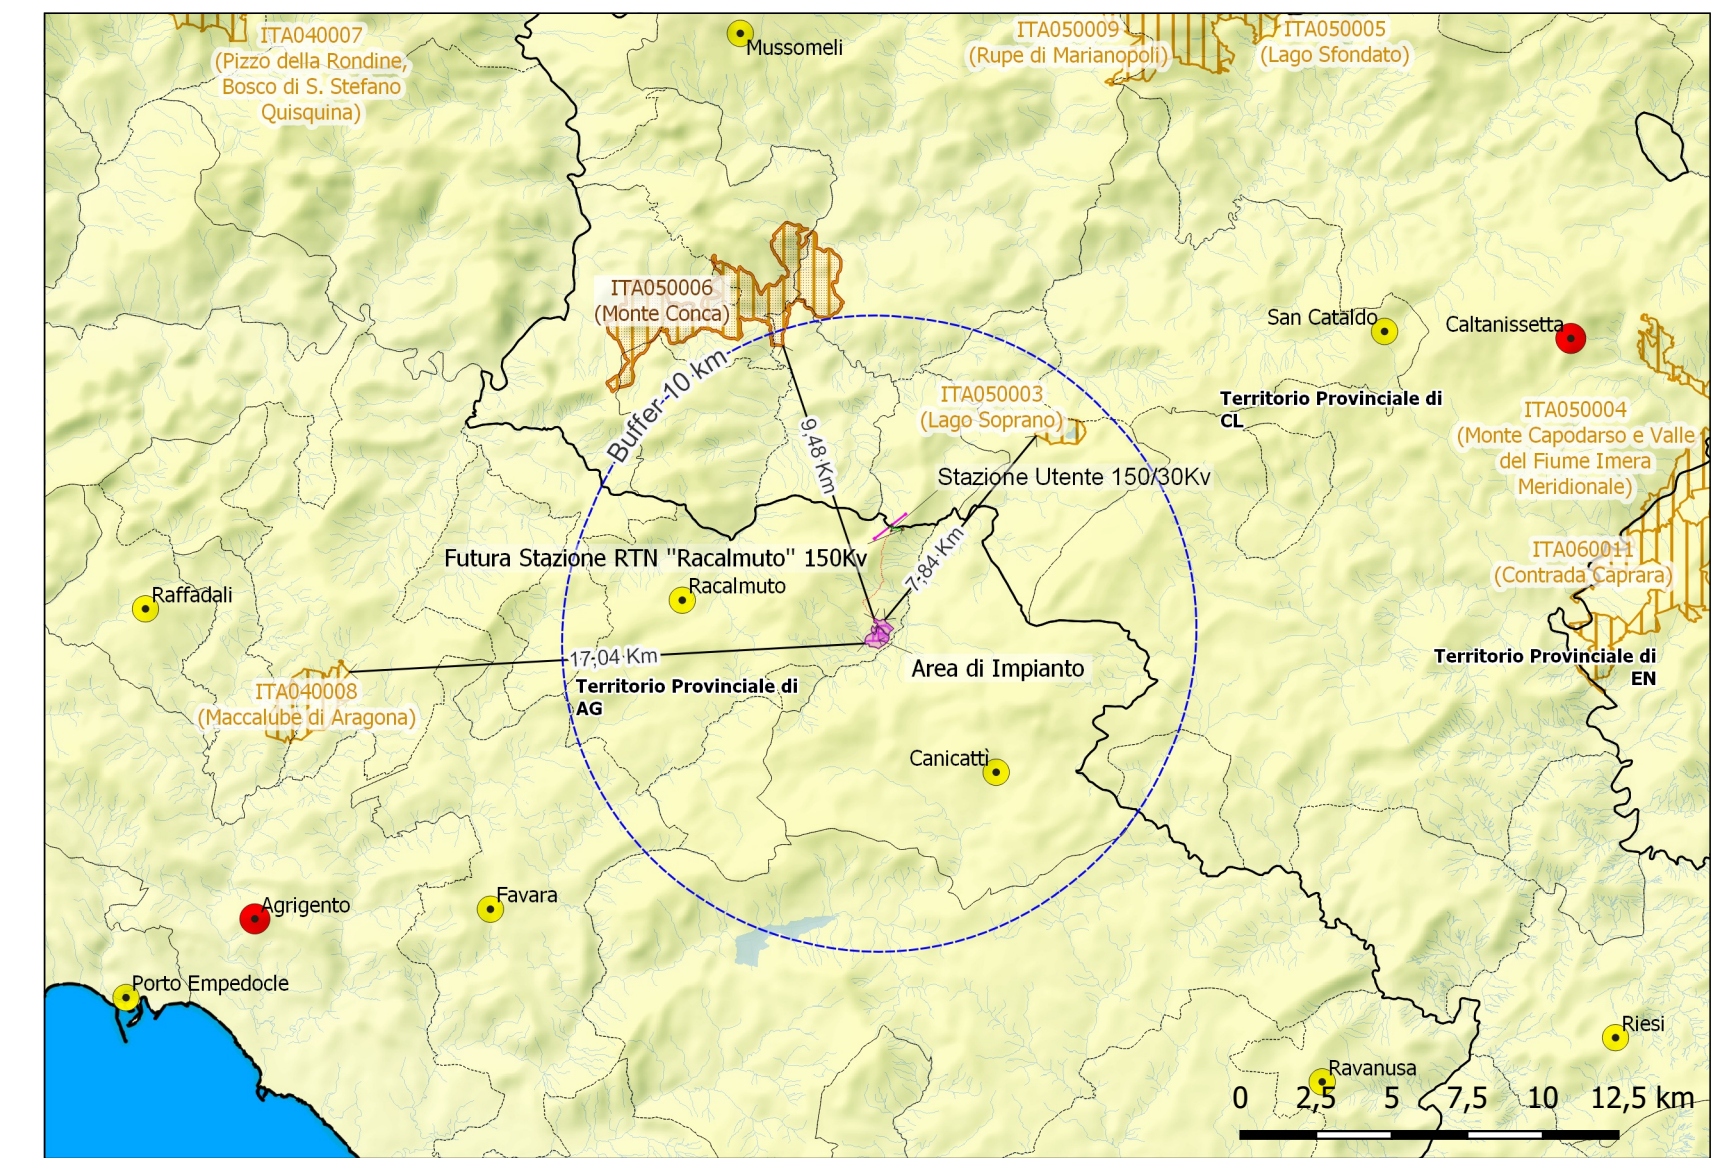 ITA040007
(Pizzo della Rondine,
Bosco di S. Stefano
Quisquina)
Mussomeli
ITA050009
(Rupe di Marianopoli)
ITA050005
(Lago Sfondato)
ITA050006
(Monte Conca)
San Cataldo
Caltanissetta
Buffer 10 km
ITA050003
(Lago Soprano)
Territorio Provinciale di
CL
ITA050004
(Monte Capodarso e Valle
del Fiume Imera
Meridionale)
9,48 Km
Stazione Utente 150/30Kv
Futura Stazione RTN "Racalmuto" 150Kv
7,84 Km
ITA060011
(Contrada Caprara)
Raffadali
Racalmuto
17,04 Km
Area di Impianto
Territorio Provinciale di
EN
ITA040008
(Maccalube di Aragona)
Territorio Provinciale di
AG
Canicattì
Agrigento
Favara
Porto Empedocle
Riesi
Ravanusa
0 2,5 5 7,5 10 12,5 km